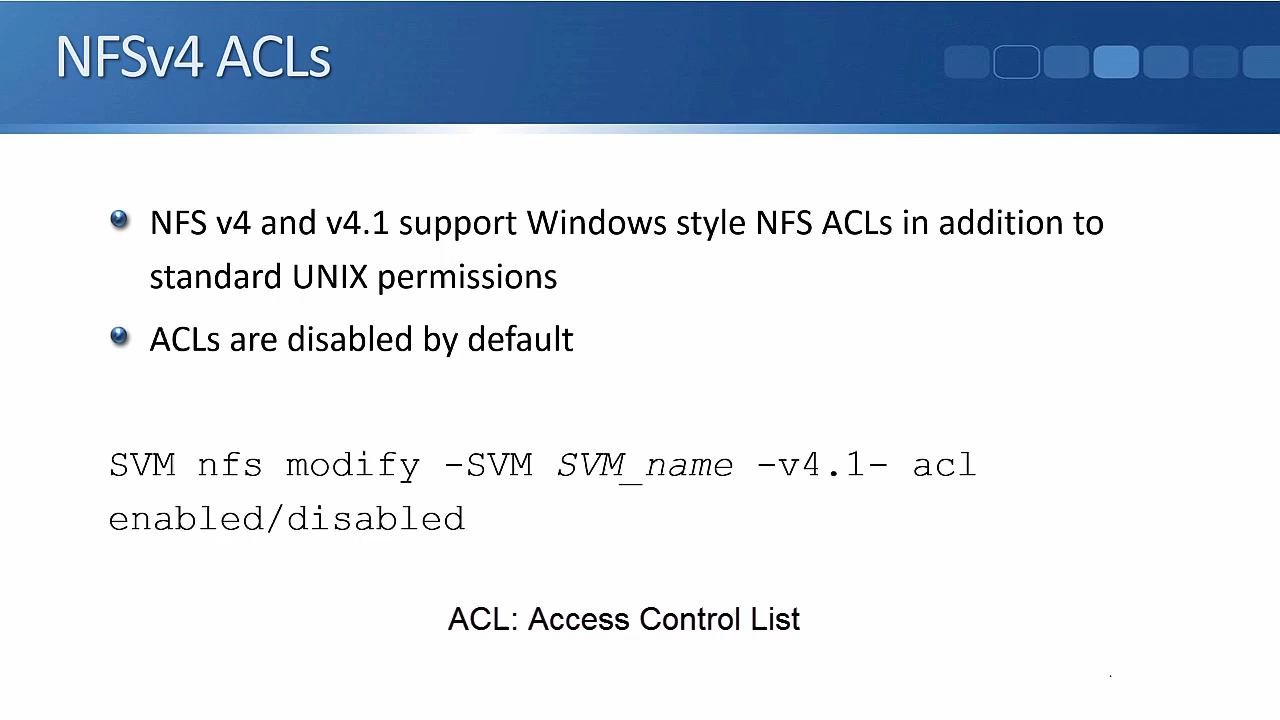 NFSv4 ACLs
NFS v4 and v4.1 support Windows style NFS ACLs in addition to
standard UNIX permissions
ACLs are disabled by default
SVM nfs modify -SVM SVM_name -v4.1- acl
enabled/disabled
ACL: Access Control List